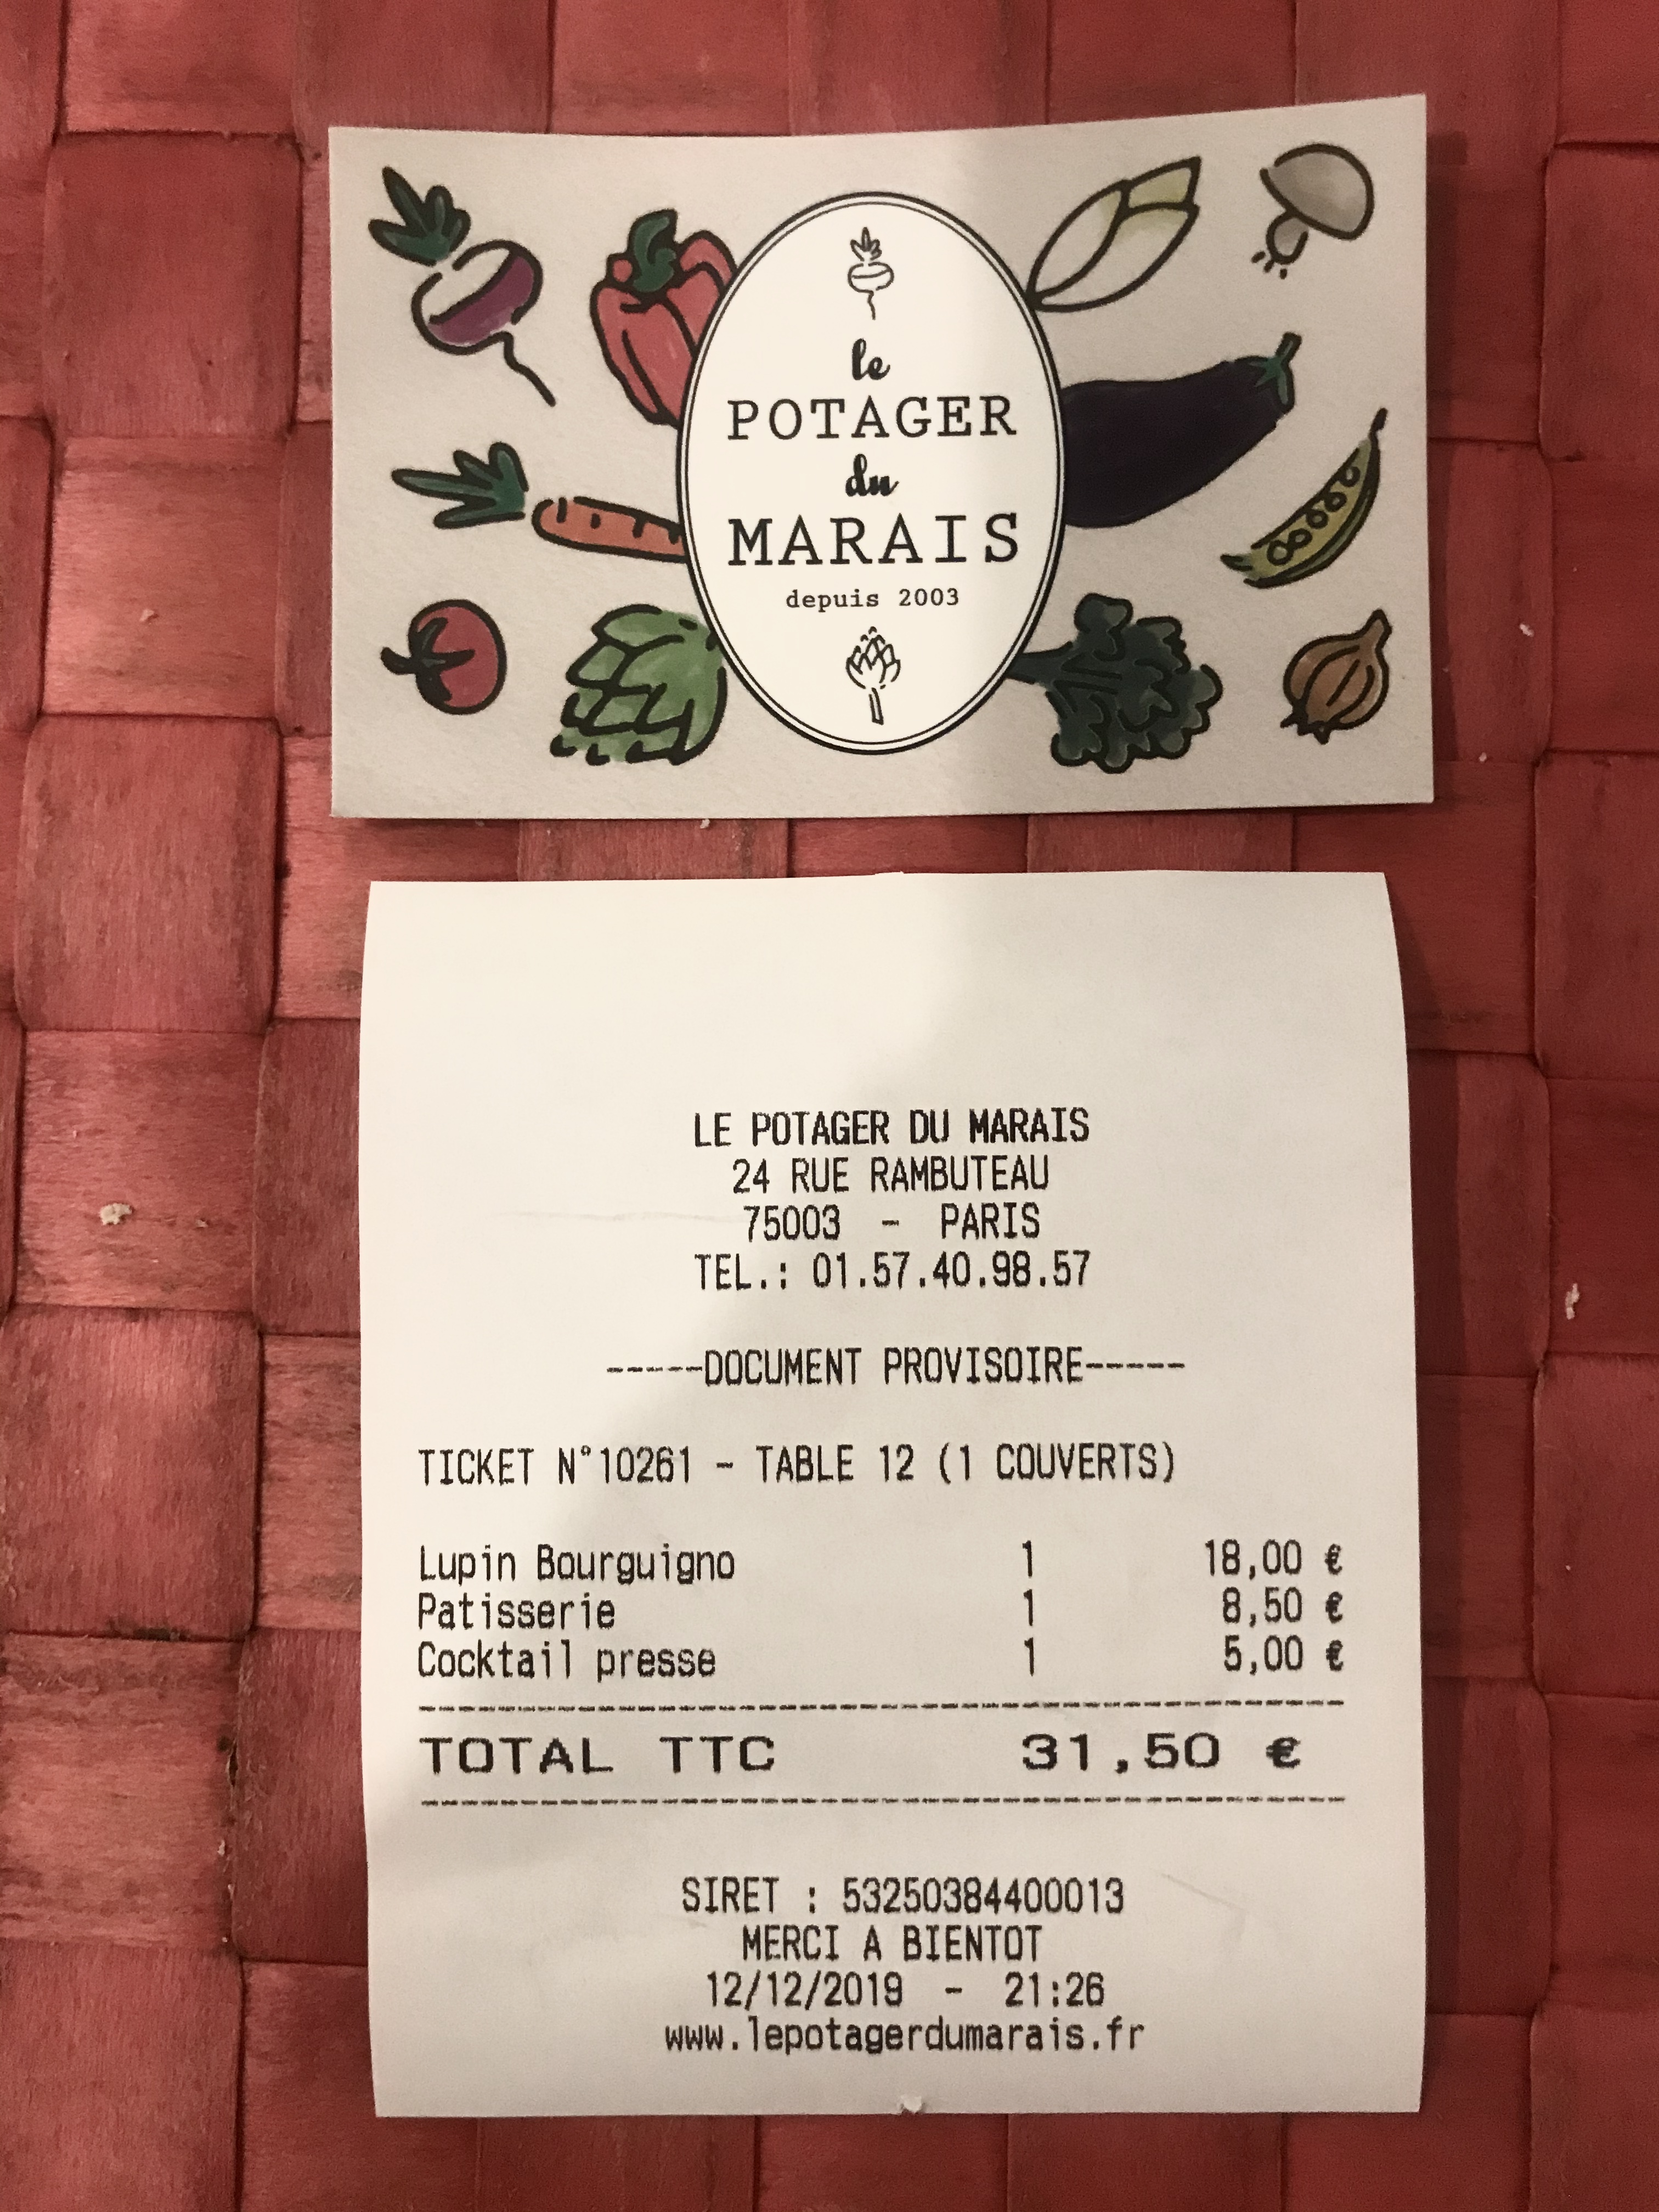 le
POTAGER
du
MARAIS
depuis 2003
LE POTAGER DU MARAIS
24 RUE RAMBUTEAU
75003 - PARIS
TEL.: 01.57.40.98.57
-----DOCUMENT PROVISOIRE-----
TICKET N°10261 - TABLE 12 (1 COUVERTS)
Lupin Bourguigno 1 18,00 €
Patisserie 1 8,50 €
Cocktail presse 1 5,00 €
TOTAL TTC 31,50 €
SIRET : 53250384400013
MERCI A BIENTOT
12/12/2019 - 21:26
www.lepotagerdumarais.fr